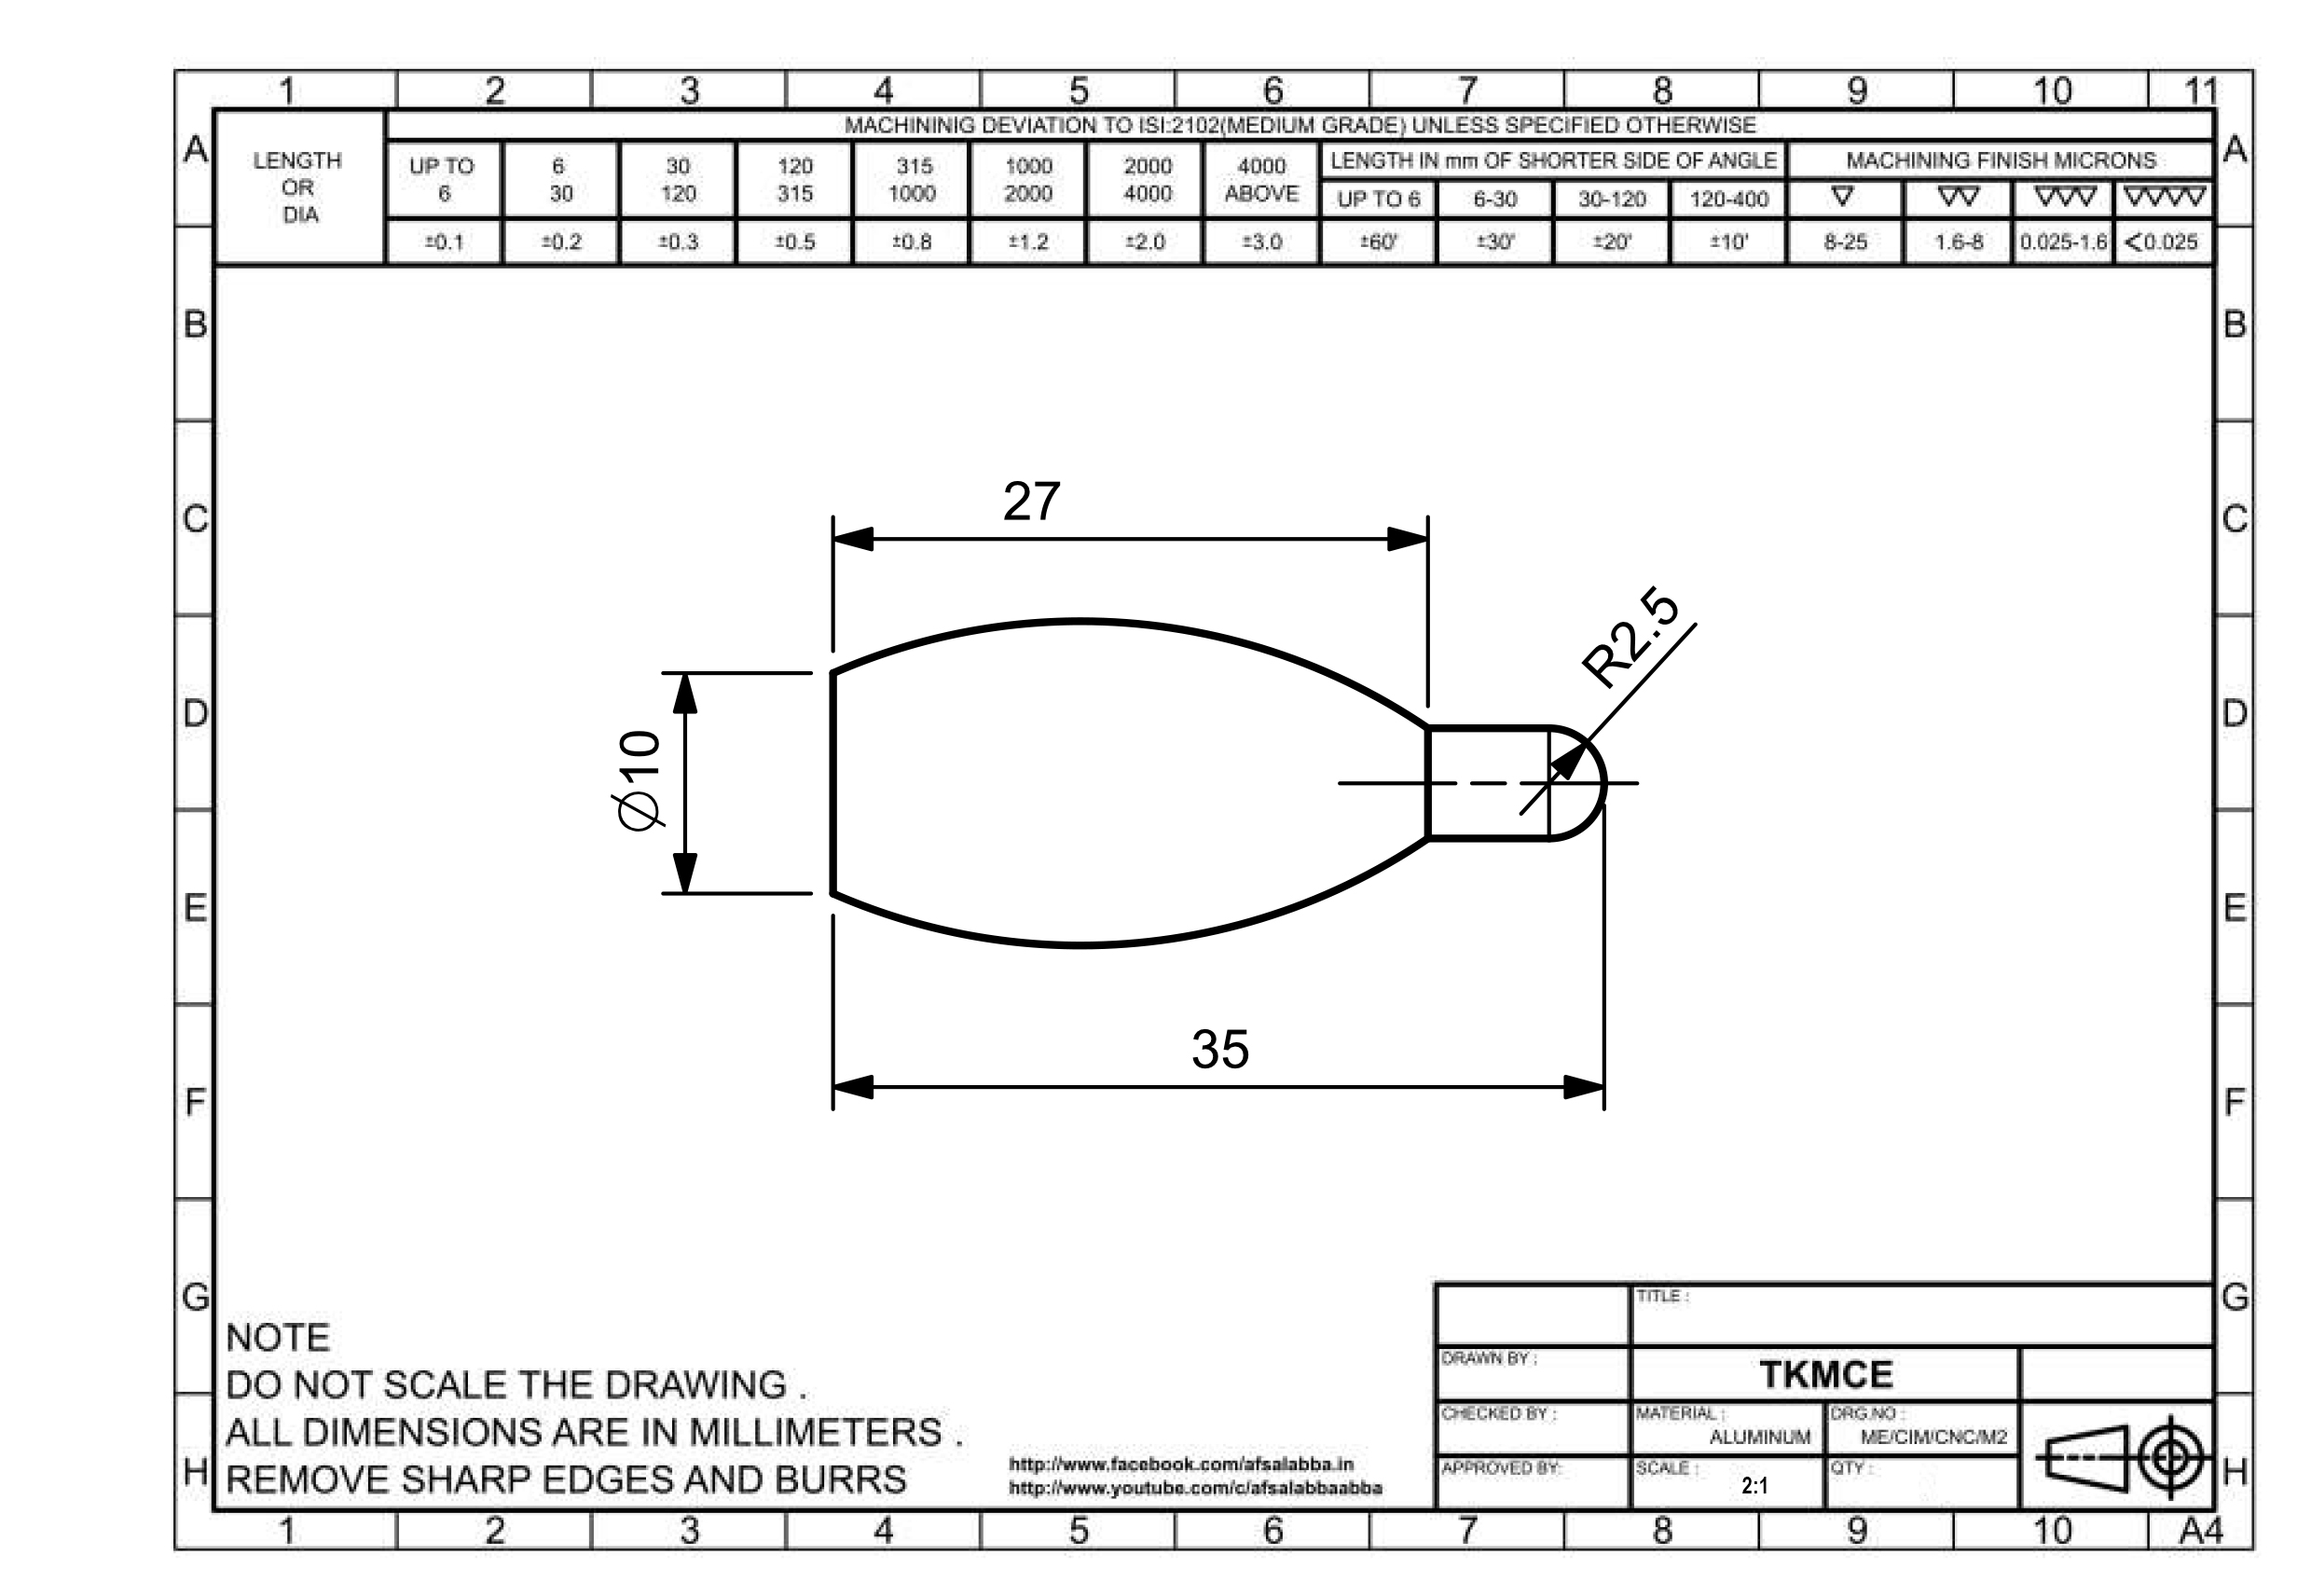 1 2 3 4 5 6 7 8 9 10 11
MACHINIG DEVIATION TO ISI:2102(MEDIUM GRADE) UNLESS SPECIFIED OTHERWISE
A LENGTH OR DIA A
UP TO 6 6 30 30 120 120 315 315 1000 1000 2000 2000 4000 4000 ABOVE
LENGTH IN mm OF SHORTER SIDE OF ANGLE MACHINING FINISH MICRONS
UP TO 6 6-30 30-120 120-400
±0.1 ±0.2 ±0.3 ±0.5 ±0.8 ±1.2 ±2.0 ±3.0 ±60' ±30' ±20' ±10' 8-25 1.6-8 0.025-1.6 <0.025
B B
C 27 C
R2.5
D D
∅10
E E
35
F F
G G
NOTE
DO NOT SCALE THE DRAWING .
ALL DIMENSIONS ARE IN MILLIMETERS .
REMOVE SHARP EDGES AND BURRS
http://www.facebook.com/afsalabba.in
http://www.youtube.com/c/afsalabbaabba
TITLE :
DRAWN BY :
TKMCE
CHECKED BY :
MATERIAL :
ALUMINUM
DRG.NO :
ME/CIM/CNC/M2
APPROVED BY:
SCALE :
2:1
QTY :
H H
1 2 3 4 5 6 7 8 9 10 A4